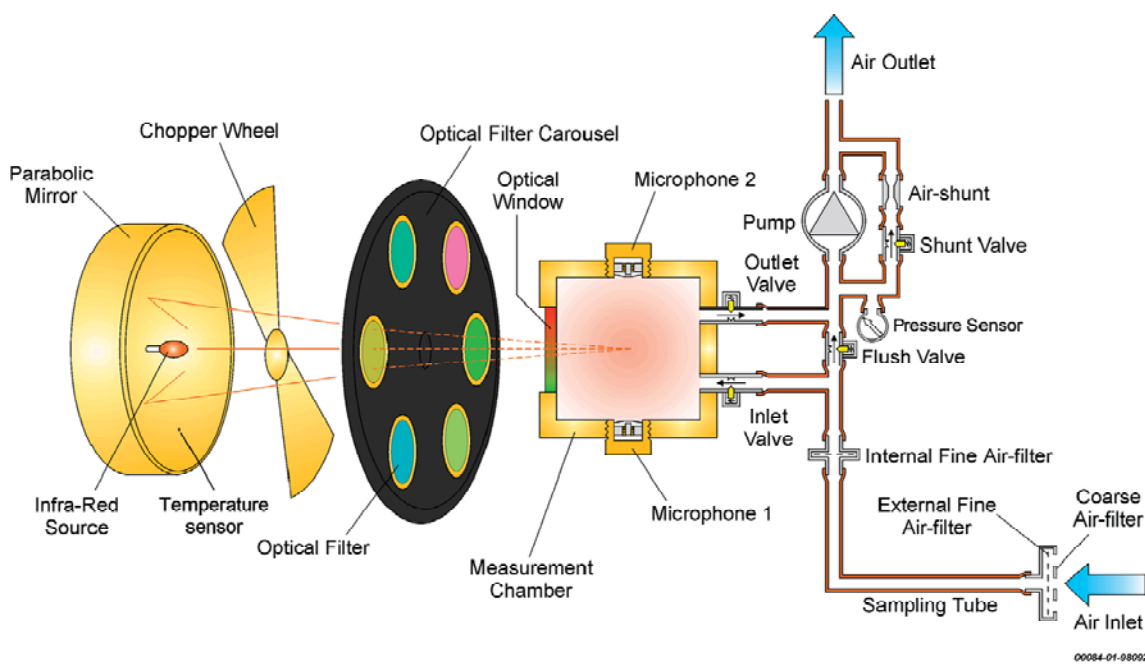 Air Outlet
Chopper Wheel
Optical Filter Carousel
Parabolic
Mirror
Optical
Window
Microphone 2
Air-shunt
Pump
Shunt Valve
Outlet
Valve
Pressure Sensor
Flush Valve
Inlet
Valve
Internal Fine Air-filter
Infra-Red
Source
Temperature
sensor
Optical Filter
Microphone 1
Measurement
Chamber
External Fine
Air-filter
Coarse
Air-filter
Sampling Tube
Air Inlet